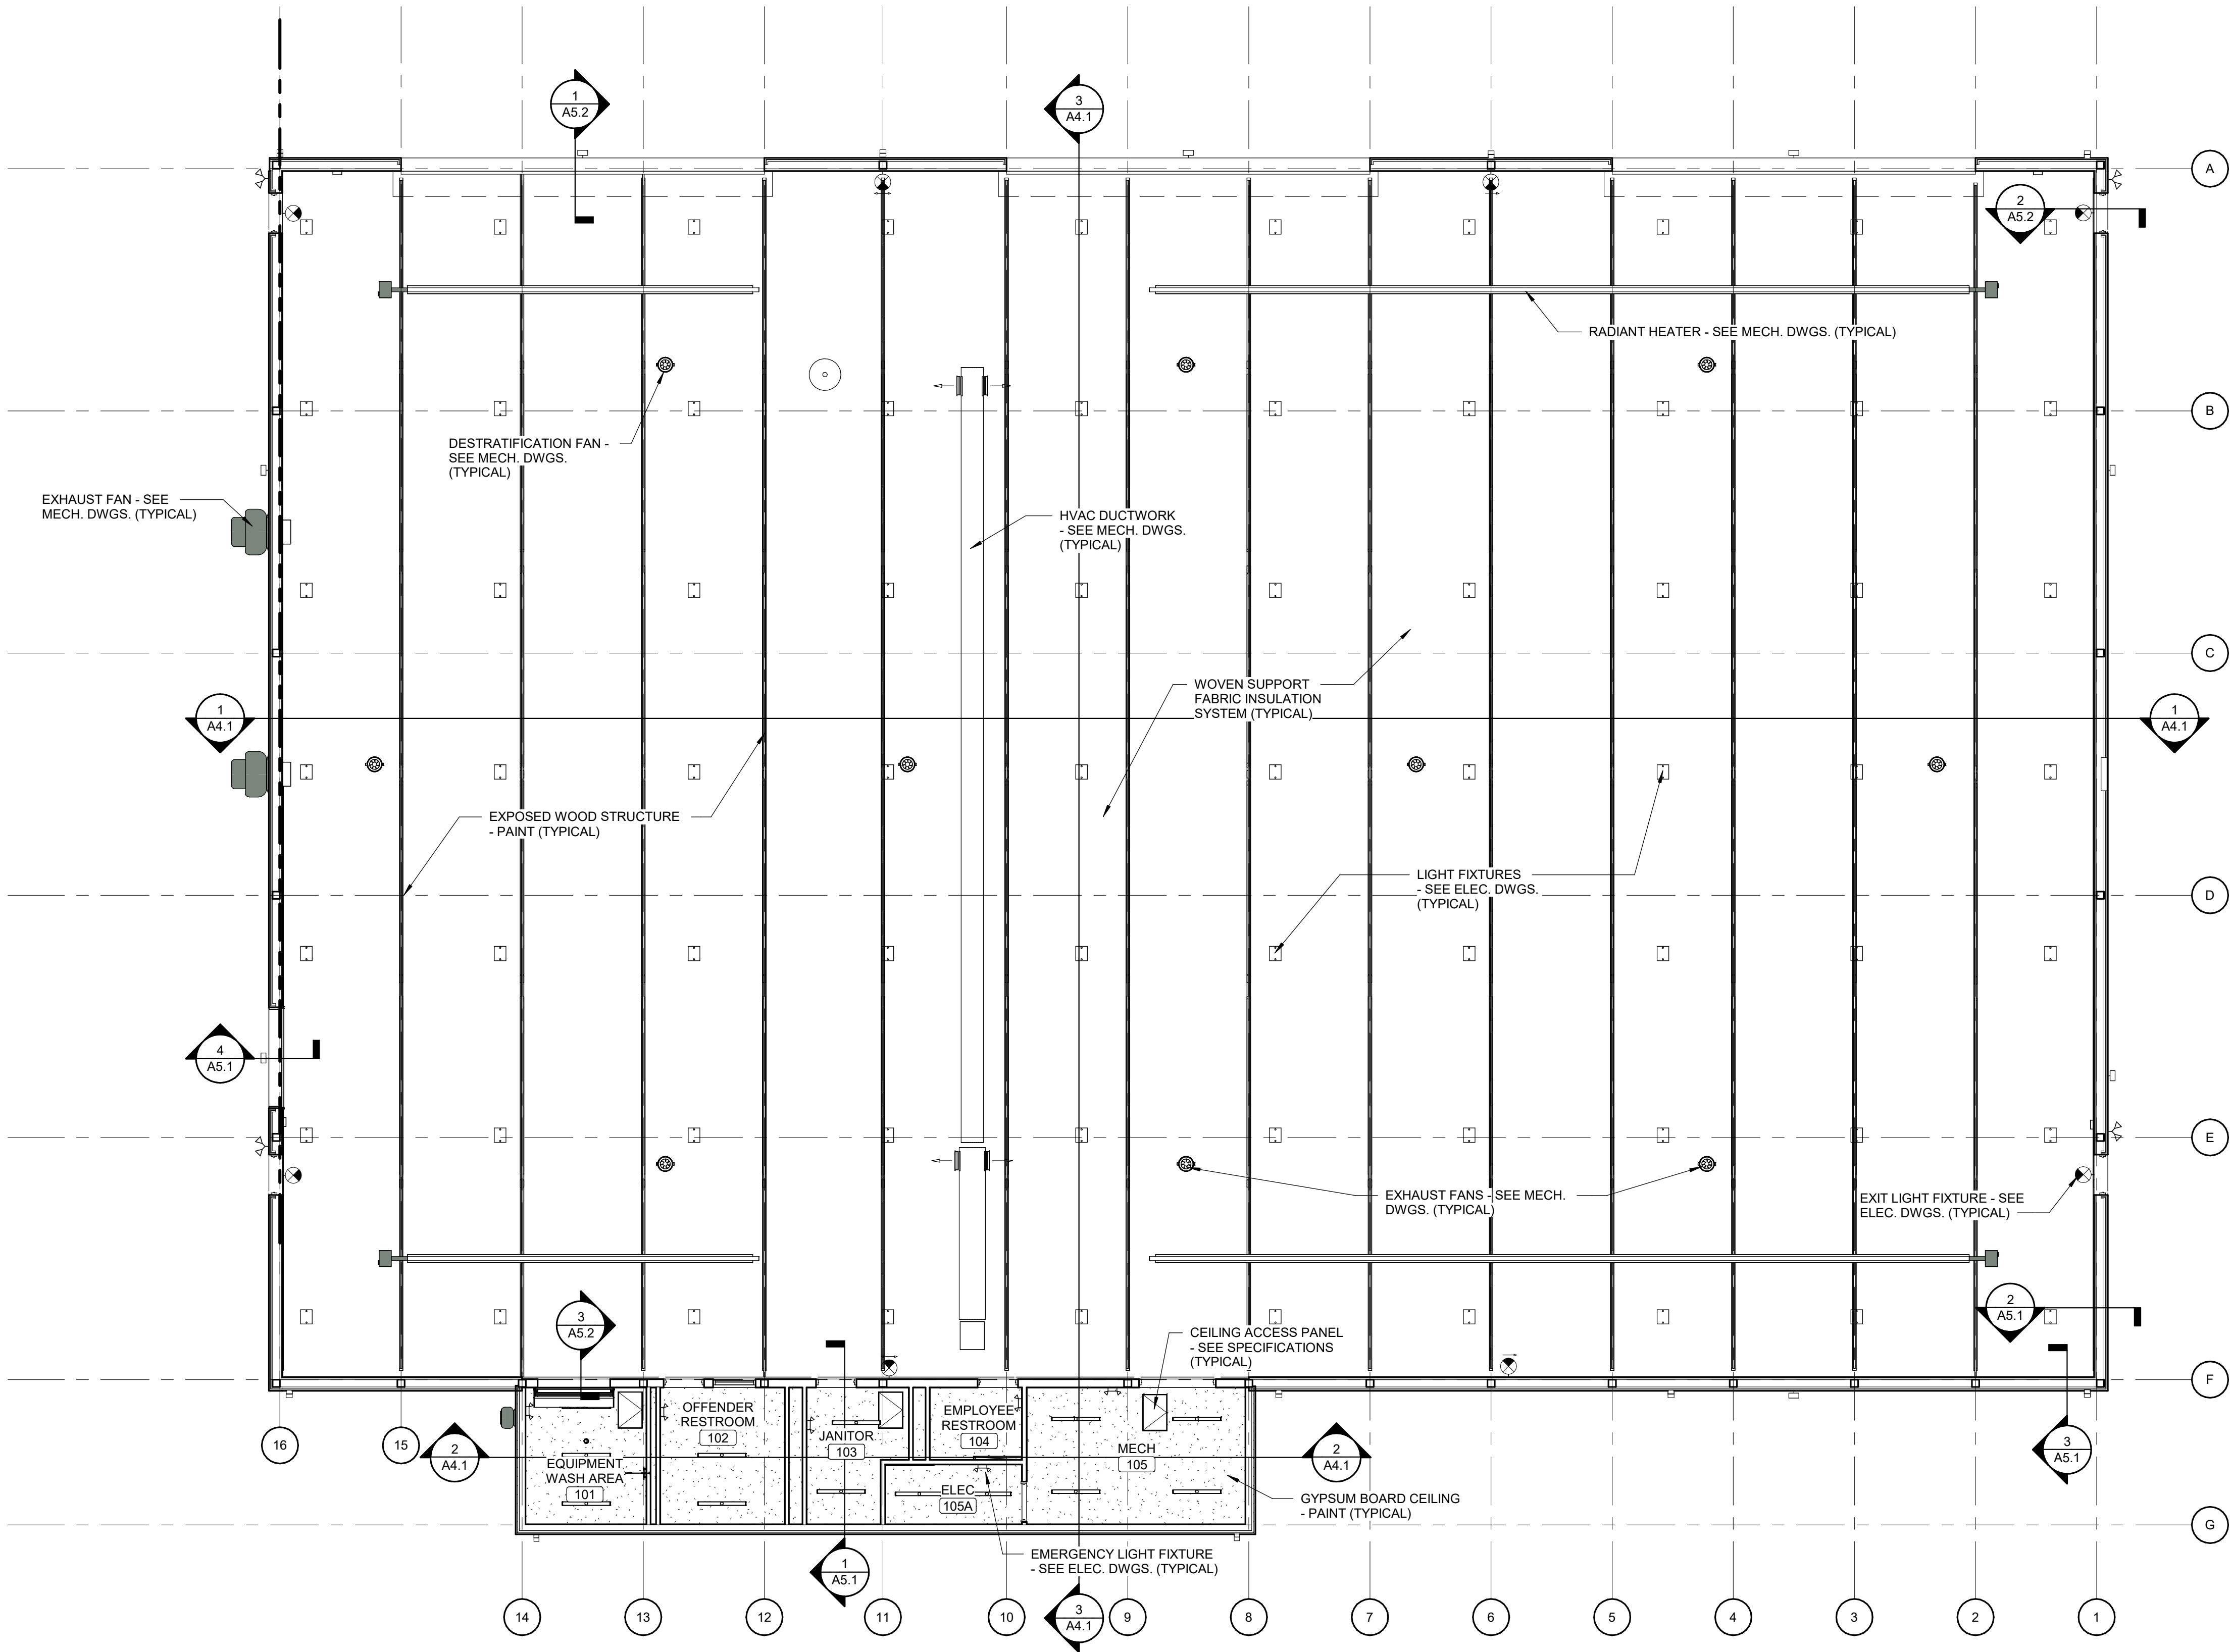 1
A5.2
3
A4.1
A
2
A5.2
RADIANT HEATER - SEE MECH. DWGS. (TYPICAL)
B
DESTRATIFICATION FAN -
SEE MECH. DWGS.
(TYPICAL)
EXHAUST FAN - SEE
MECH. DWGS. (TYPICAL)
HVAC DUCTWORK
- SEE MECH. DWGS.
(TYPICAL)
C
WOVEN SUPPORT
FABRIC INSULATION
SYSTEM (TYPICAL)
1
A4.1
1
A4.1
EXPOSED WOOD STRUCTURE
- PAINT (TYPICAL)
LIGHT FIXTURES
- SEE ELEC. DWGS.
(TYPICAL)
D
4
A5.1
E
EXHAUST FANS - SEE MECH.
DWGS. (TYPICAL)
EXIT LIGHT FIXTURE - SEE
ELEC. DWGS. (TYPICAL)
3
A5.2
2
A5.1
CEILING ACCESS PANEL
- SEE SPECIFICATIONS
(TYPICAL)
F
16
15
2
A4.1
EQUIPMENT
WASH AREA
101
OFFENDER
RESTROOM
102
JANITOR
103
EMPLOYEE
RESTROOM
104
MECH
105
ELEC
105A
2
A4.1
3
A5.1
GYPSUM BOARD CEILING
- PAINT (TYPICAL)
G
EMERGENCY LIGHT FIXTURE
- SEE ELEC. DWGS. (TYPICAL)
1
A5.1
14
13
12
11
10
3
A4.1
9
8
7
6
5
4
3
2
1